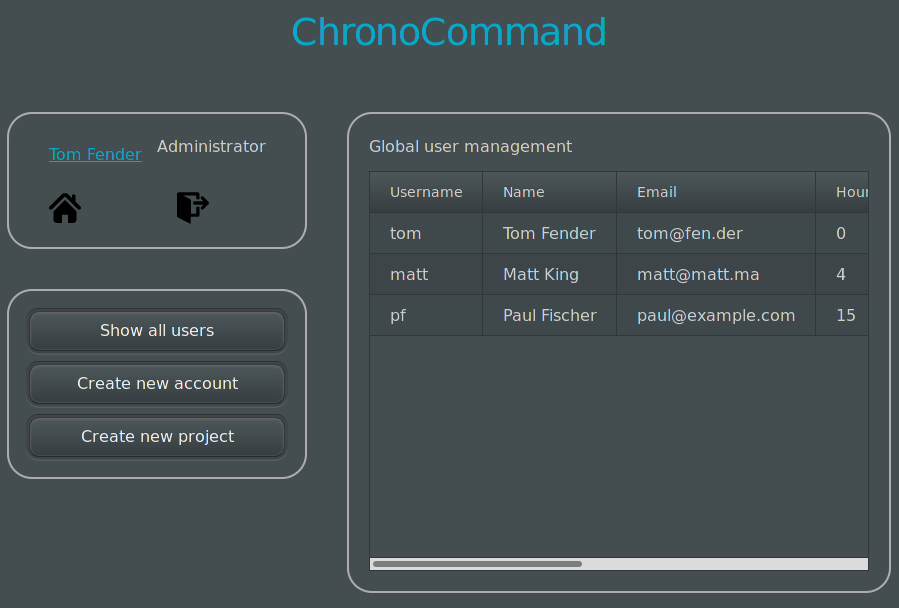 ChronoCommand
Tom Fender Administrator
Show all users
Create new account
Create new project
Global user management
Username Name Email Hour
tom Tom Fender tom@fen.der 0
matt Matt King matt@matt.ma 4
pf Paul Fischer paul@example.com 15